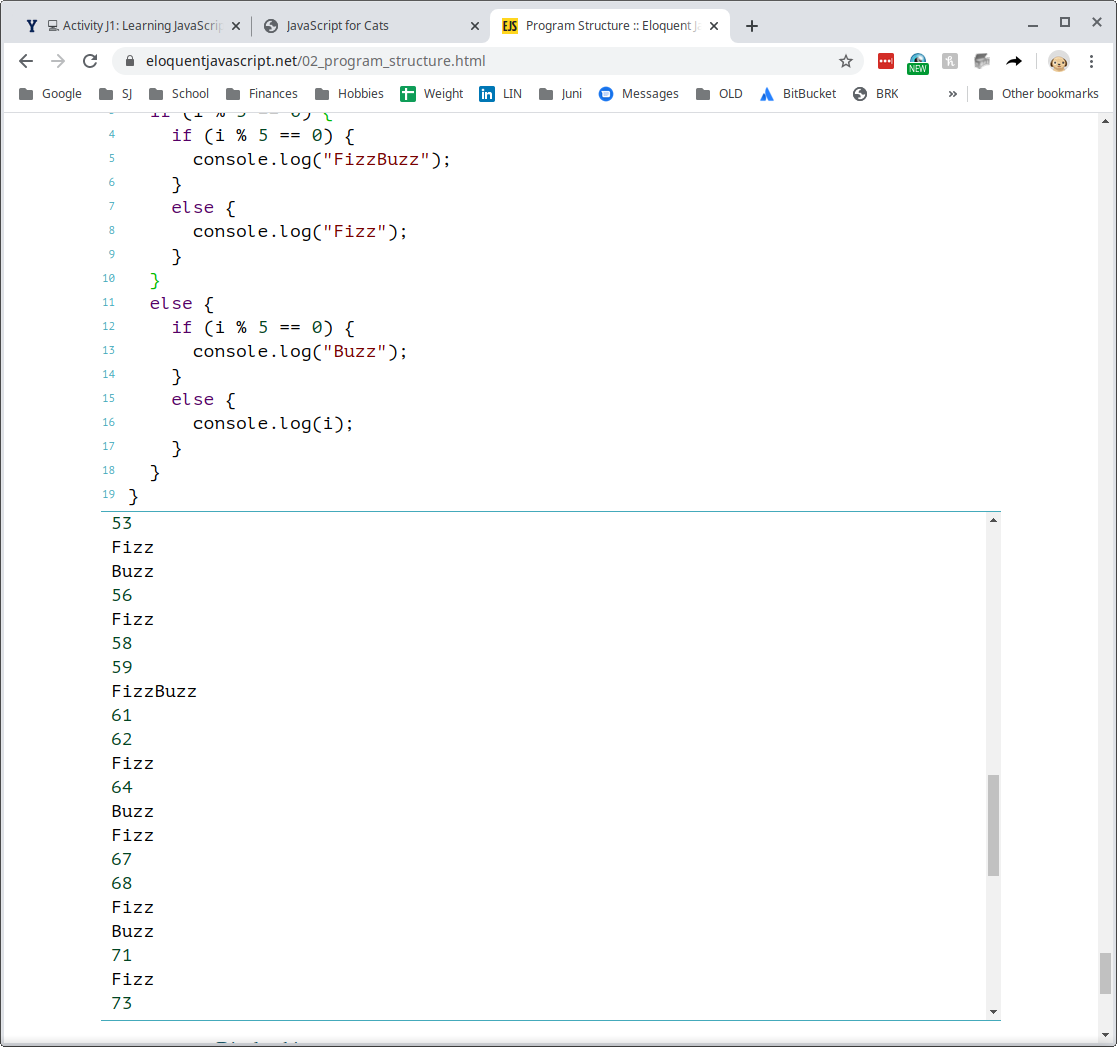 Activity J1: Learning JavaScrip
JavaScript for Cats
EJS Program Structure :: Eloquent J
eloquentjavascript.net/02_program_structure.html
NEW
Google SJ School Finances Hobbies Weight LIN Juni Messages OLD BitBucket BRK » Other bookmarks
if (i % 3 == 0) {
4 if (i % 5 == 0) {
5 console.log("FizzBuzz");
6 }
7 else {
8 console.log("Fizz");
9 }
10 }
11 else {
12 if (i % 5 == 0) {
13 console.log("Buzz");
14 }
15 else {
16 console.log(i);
17 }
18 }
19 }
53
Fizz
Buzz
56
Fizz
58
59
FizzBuzz
61
62
Fizz
64
Buzz
Fizz
67
68
Fizz
Buzz
71
Fizz
73